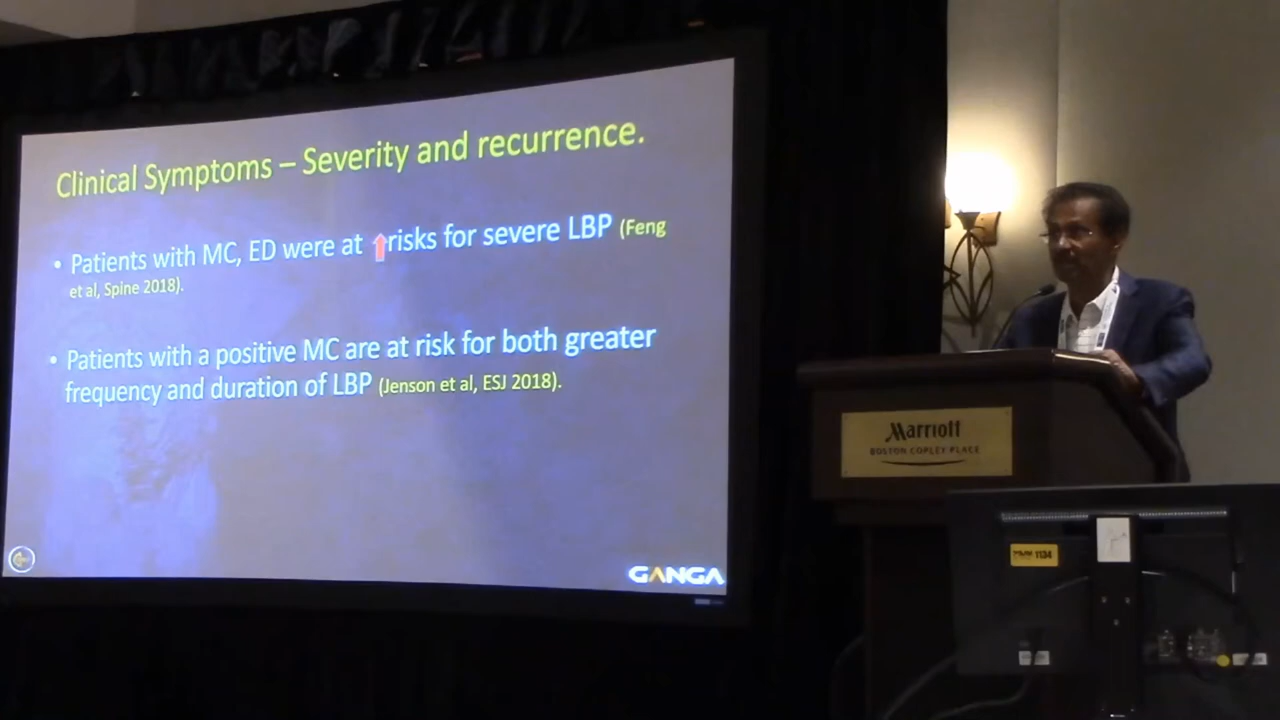 Clinical Symptoms – Severity and recurrence.
• Patients with MC, ED were at ↑risks for severe LBP (Feng
et al, Spine 2018).
• Patients with a positive MC are at risk for both greater
frequency and duration of LBP (Jenson et al, ESJ 2018).
GANGA
Marriott
BOSTON COPLEY PLACE
1134